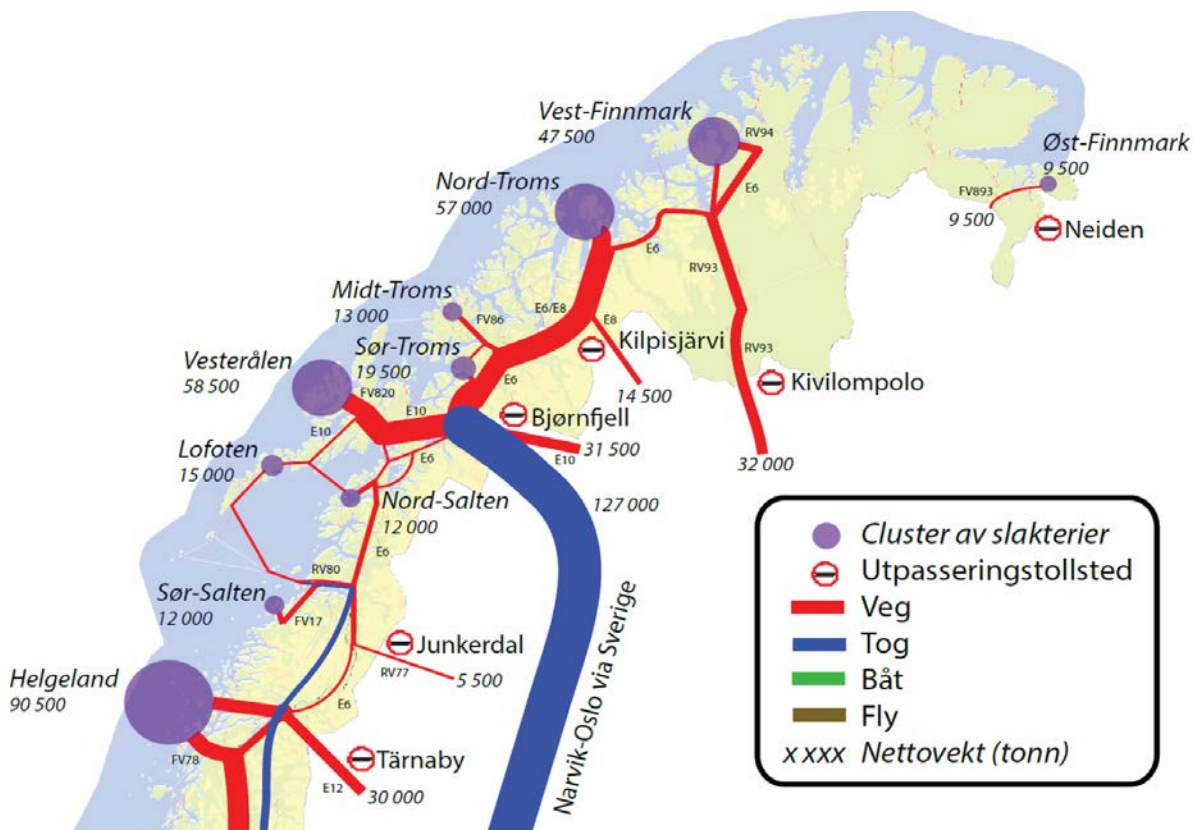 Vest-Finnmark
47 500
RV94
Øst-Finnmark
9 500
Nord-Troms
57 000
E6
FV893
9 500
Neiden
E6
RV93
Midt-Troms
13 000
FV86
E6/E8
E8
Kilpisjärvi
Sør-Troms
19 500
RV93
Vesterålen
58 500
E6
14 500
Kivilompolo
FV820
E10
Bjørnfjell
E10
31 500
E10
32 000
Lofoten
15 000
E6
Nord-Salten
12 000
127 000
E6
RV80
Sør-Salten
12 000
FV17
Junkerdal
RV77
5 500
Helgeland
90 500
E6
Narvik-Oslo via Sverige
FV78
Tärnaby
E12
30 000
Cluster av slakterier
Utpasseringstollsted
Veg
Tog
Båt
Fly
x xxx Nettovekt (tonn)